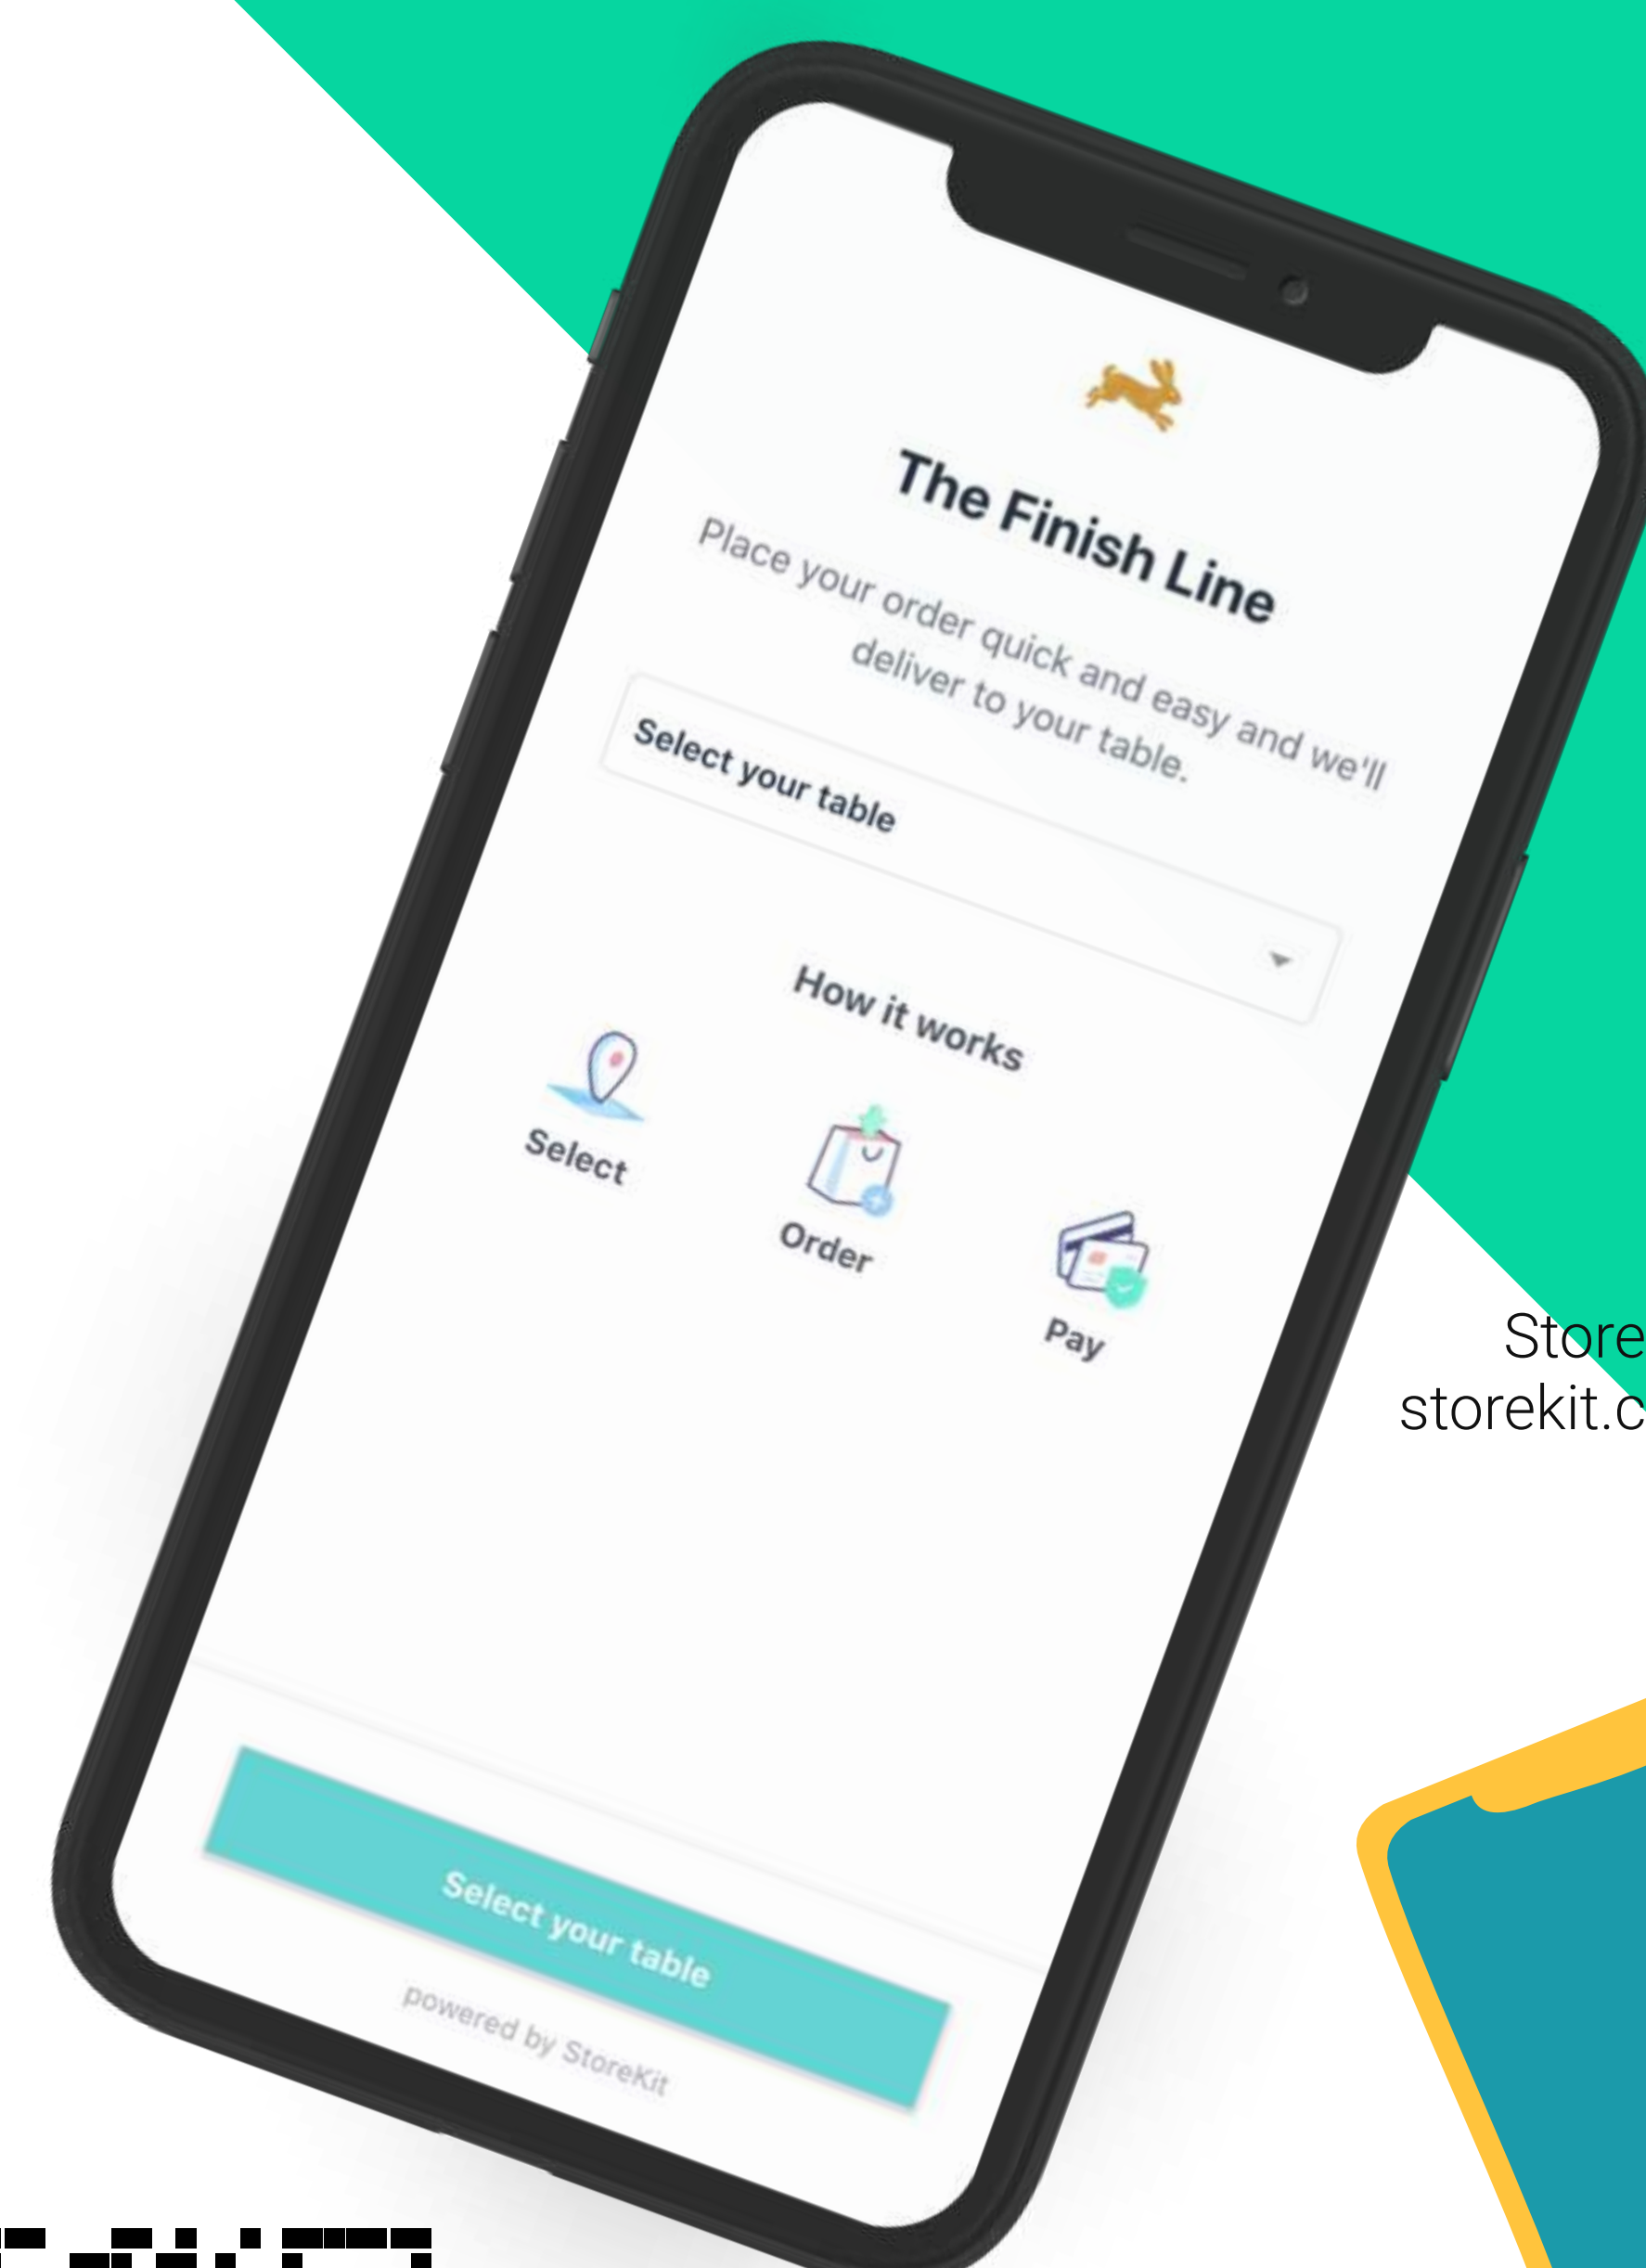 The Finish Line
Place your order quick and easy and we'll
deliver to your table.
Select your table
How it works
Select
Order
Pay
Store
storekit.c
Select your table
powered by StoreKit